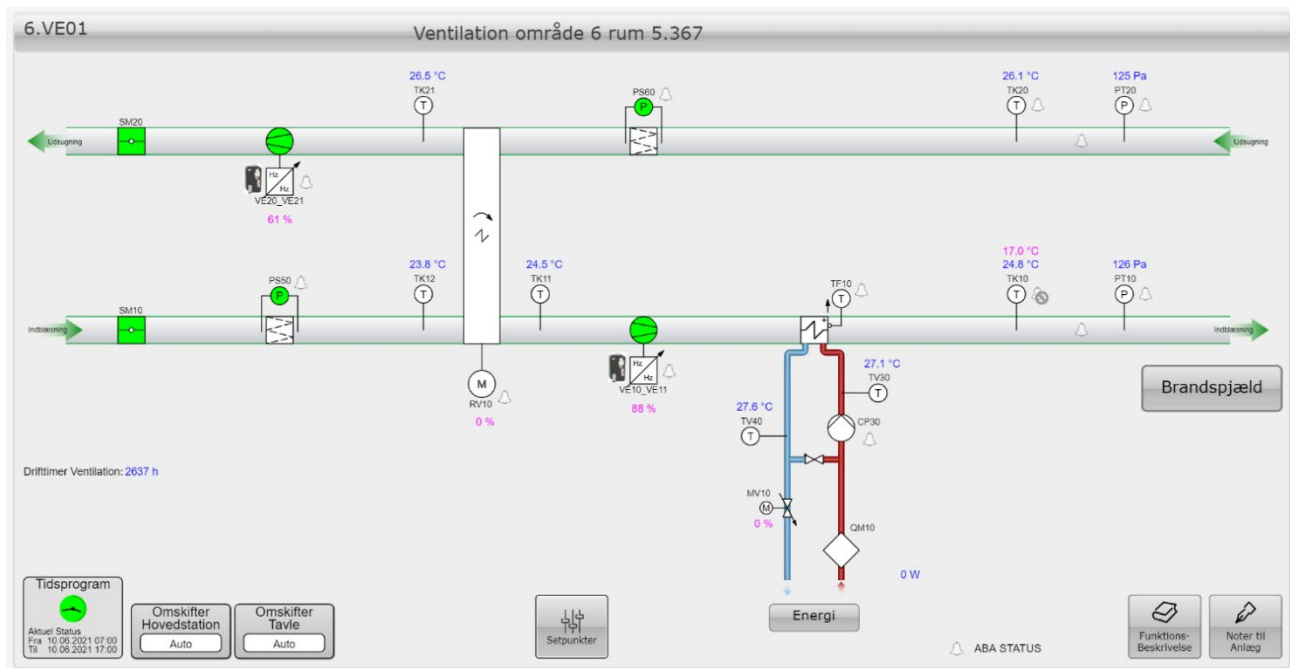 6.VE01
Ventilation område 6 rum 5.367
26.5 °C
TK21
T
PS60
P
26.1 °C
TK20
T
125 Pa
PT20
P
SM20
Udsugning
Udsugning
Hz
Hz
VE20_VE21
61 %
17.0 °C
23.8 °C
TK12
T
24.5 °C
TK11
T
24.8 °C
TK10
T
126 Pa
PT10
P
PS50
P
TF10
T
SM10
Indblæsning
Indblæsning
Hz
Hz
VE10_VE11
88 %
M
RV10
0 %
27.1 °C
TV30
T
Brandspjæld
27.6 °C
TV40
T
CP30
Drifttimer Ventilation: 2637 h
MV10
M
0 %
QM10
0 W
Tidsprogram
Aktuel Status
Fra 10.06.2021 07:00
Til 10.06.2021 17:00
Omskifter
Hovedstation
Auto
Omskifter
Tavle
Auto
Setpunkter
Energi
ABA STATUS
Funktions-
Beskrivelse
Noter til
Anlæg